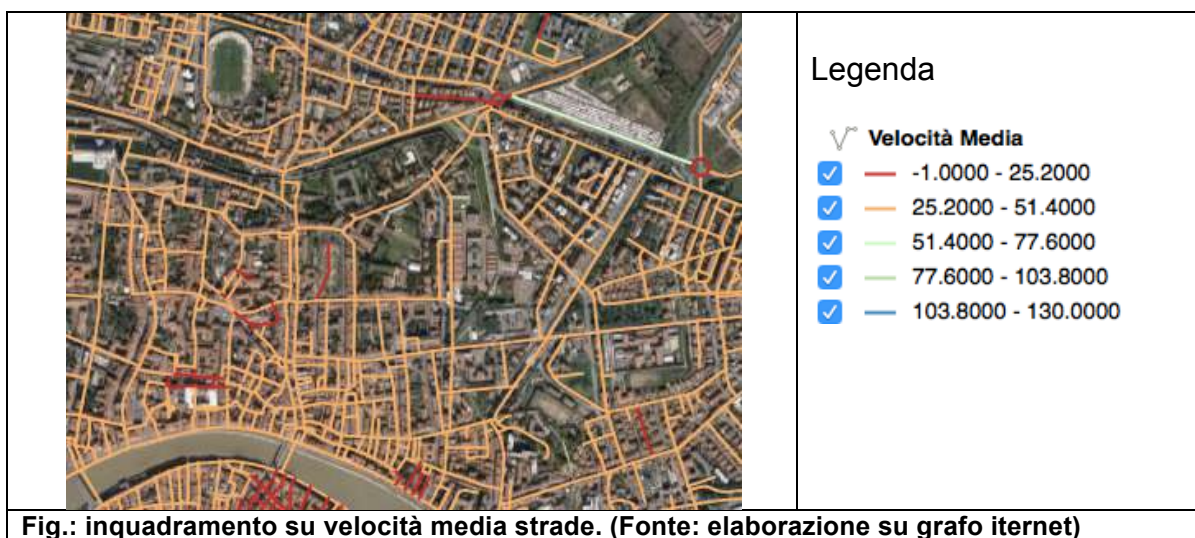 Legenda
Velocità Media
-1.0000 - 25.2000
25.2000 - 51.4000
51.4000 - 77.6000
77.6000 - 103.8000
103.8000 - 130.0000
Fig.: inquadramento su velocità media strade. (Fonte: elaborazione su grafo iternet)